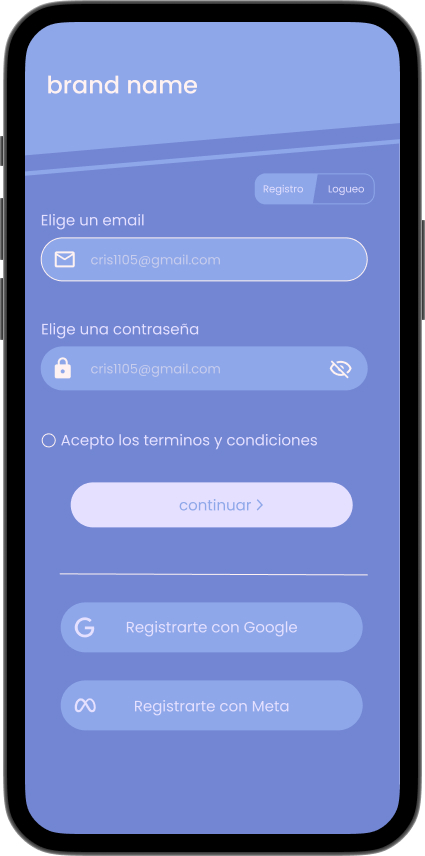 brand name
Registro
Logueo
Elige un email
cris1105@gmail.com
Elige una contraseña
cris1105@gmail.com
Acepto los terminos y condiciones
continuar
Registrarte con Google
Registrarte con Meta